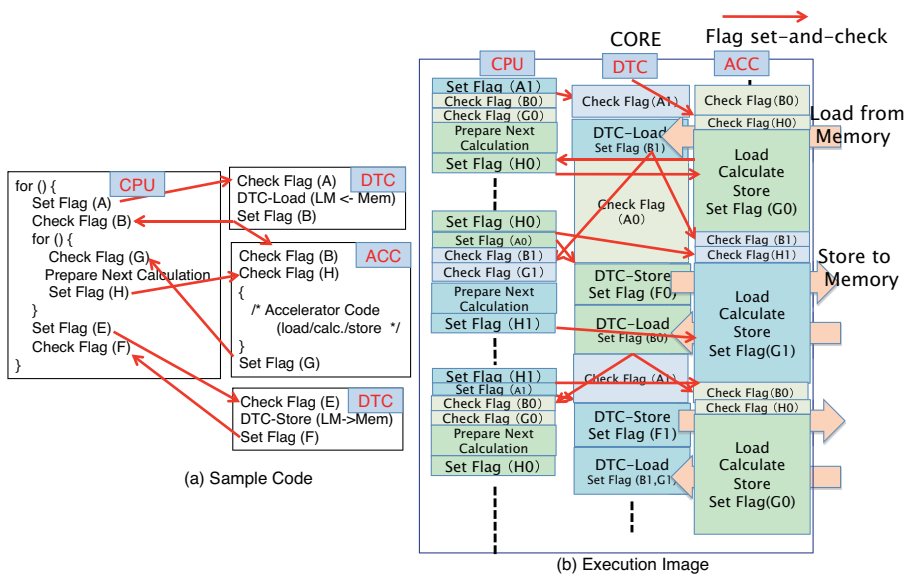 for () {
CPU
Set Flag (A)
Check Flag (B)
for () {
Check Flag (G)
Prepare Next Calculation
Set Flag (H)
}
Set Flag (E)
Check Flag (F)
}
Check Flag (A)
DTC
DTC-Load (LM <- Mem)
Set Flag (B)
Check Flag (B)
ACC
Check Flag (H)
{
/* Accelerator Code
(load/calc./store */
}
Set Flag (G)
Check Flag (E)
DTC
DTC-Store (LM->Mem)
Set Flag (F)
(a) Sample Code
Flag set-and-check
CORE
CPU
DTC
ACC
Set Flag (A1)
Check Flag (B0)
Check Flag (G0)
Prepare Next
Calculation
Set Flag (H0)
Set Flag (H0)
Set Flag (A0)
Check Flag (B1)
Check Flag (G1)
Prepare Next
Calculation
Set Flag (H1)
Set Flag (H1)
Set Flag (A1)
Check Flag (B0)
Check Flag (G0)
Prepare Next
Calculation
Set Flag (H0)
Check Flag(A1)
DTC-Load
Set Flag (B1)
Check Flag
(A0)
DTC-Store
Set Flag (F0)
DTC-Load
Set Flag (B0)
Check Flag (A1)
DTC-Store
Set Flag (F1)
DTC-Load
Set Flag (B1,G1)
Check Flag(B0)
Check Flag(H0)
Load
Calculate
Store
Set Flag (G0)
Check Flag (B1)
Check Flag(H1)
Load
Calculate
Store
Set Flag(G1)
Check Flag(B0)
Check Flag(H0)
Load
Calculate
Store
Set Flag(G0)
Load from
Memory
Store to
Memory
(b) Execution Image